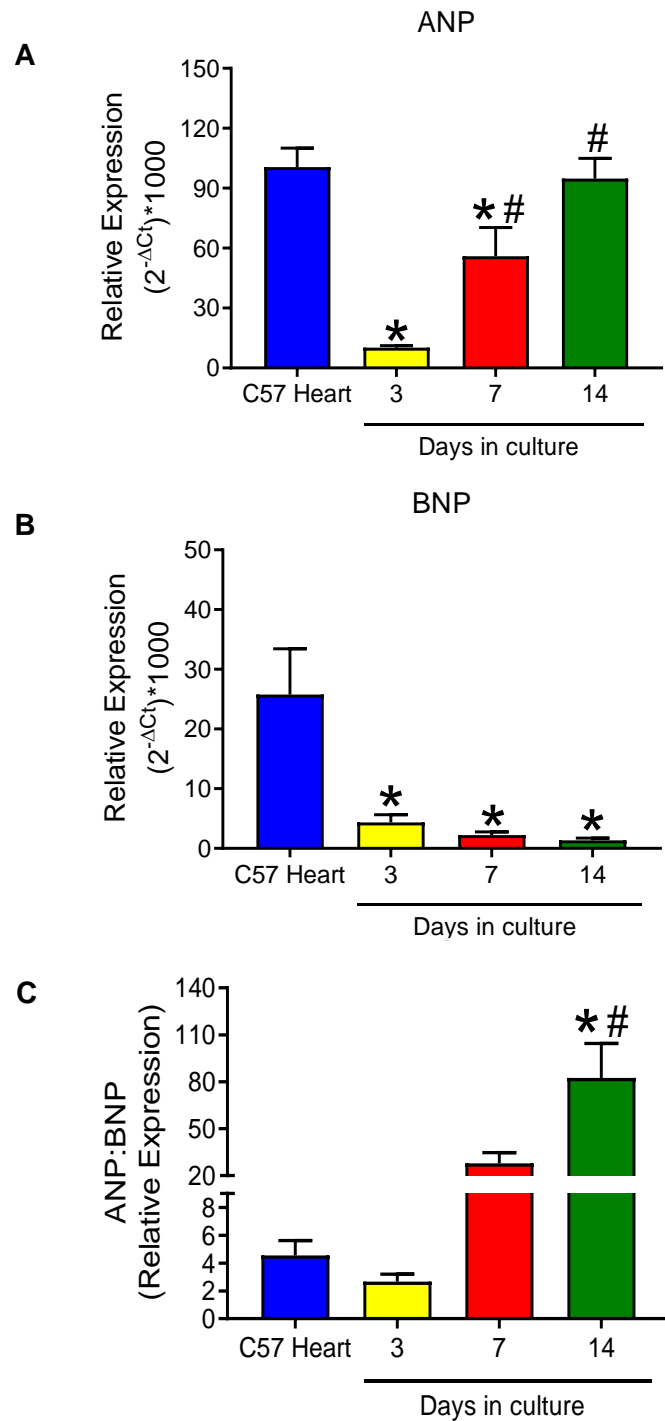 ANP
A
150
120
90
60
30
0
Relative Expression
(2^-ΔCt)*1000
*
* #
#
C57 Heart 3 7 14
Days in culture
BNP
B
50
40
30
20
10
0
Relative Expression
(2^-ΔCt)*1000
*
*
*
C57 Heart 3 7 14
Days in culture
C
140
110
80
50
20
8
6
4
2
0
ANP:BNP
(Relative Expression)
* #
C57 Heart 3 7 14
Days in culture